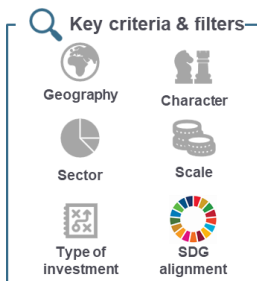 Key criteria & filters
Geography
Character
Sector
Scale
Type of
investment
SDG
alignment